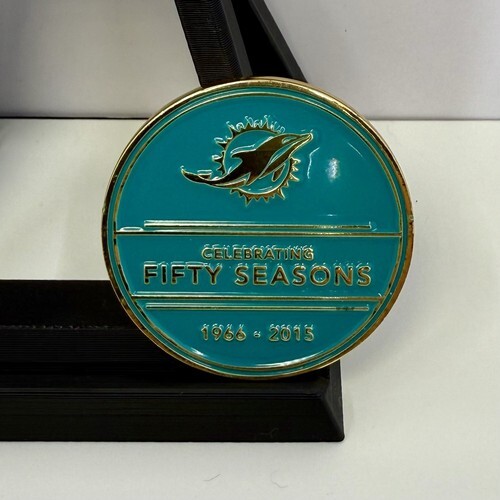 CELEBRATING
FIFTY SEASONS
1966 - 2015